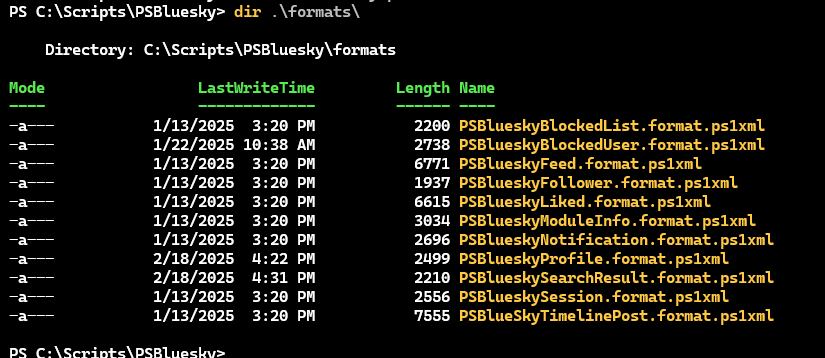 PS C:\Scripts\PSBluesky> dir .\formats\
Directory: C:\Scripts\PSBluesky\formats
Mode LastWriteTime Length Name
---- ------------- ------ ----
-a--- 1/13/2025 3:20 PM 2200 PSBlueskyBlockedList.format.ps1xml
-a--- 1/22/2025 10:38 AM 2738 PSBlueskyBlockedUser.format.ps1xml
-a--- 1/13/2025 3:20 PM 6771 PSBlueskyFeed.format.ps1xml
-a--- 1/13/2025 3:20 PM 1937 PSBlueskyFollower.format.ps1xml
-a--- 1/13/2025 3:20 PM 6615 PSBlueskyLiked.format.ps1xml
-a--- 1/13/2025 3:20 PM 3034 PSBlueskyModuleInfo.format.ps1xml
-a--- 1/13/2025 3:20 PM 2696 PSBlueskyNotification.format.ps1xml
-a--- 2/18/2025 4:22 PM 2499 PSBlueskyProfile.format.ps1xml
-a--- 2/18/2025 4:31 PM 2210 PSBlueskySearchResult.format.ps1xml
-a--- 1/13/2025 3:20 PM 2556 PSBlueskySession.format.ps1xml
-a--- 1/13/2025 3:20 PM 7555 PSBlueSkyTimelinePost.format.ps1xml
PS C:\Scripts\PSBluesky>